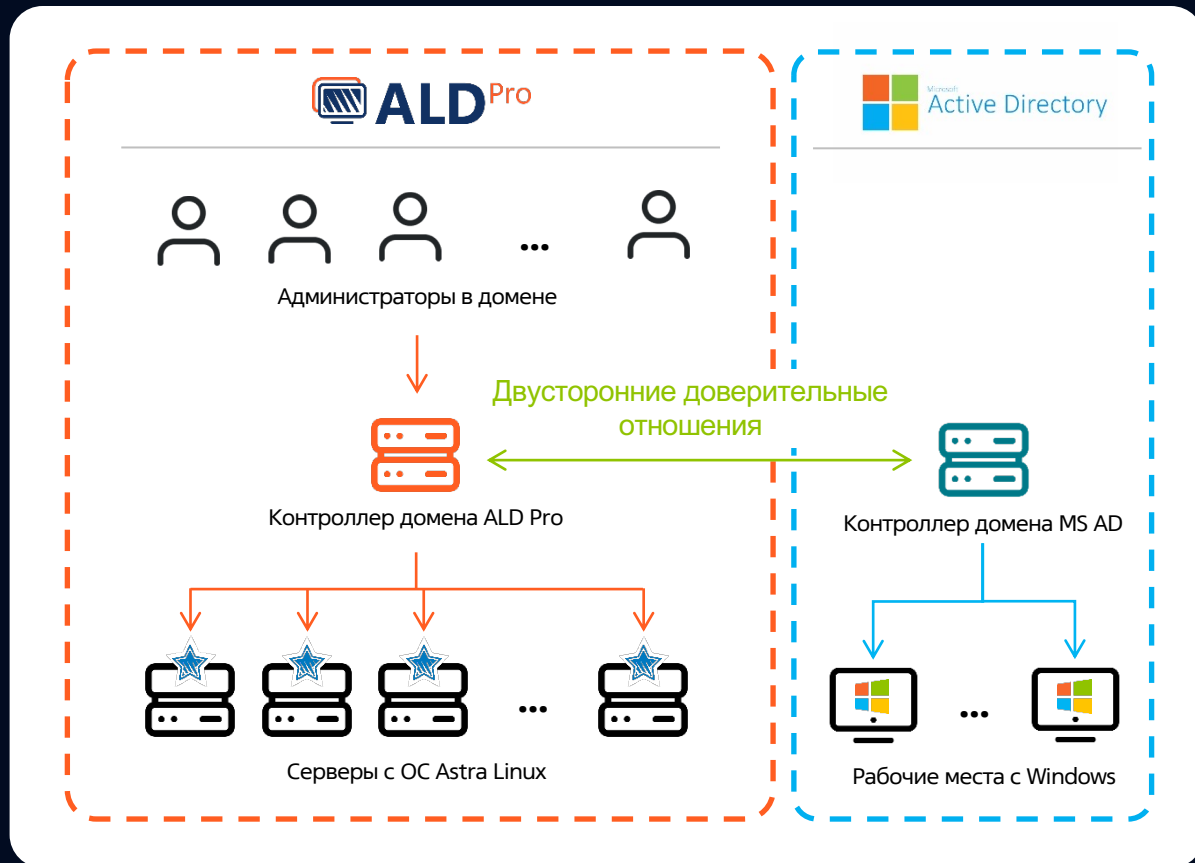 ALD Pro
Microsoft
Active Directory
Администраторы в домене
Двусторонние доверительные
отношения
Контроллер домена ALD Pro
Контроллер домена MS AD
Серверы с ОС Astra Linux
Рабочие места с Windows